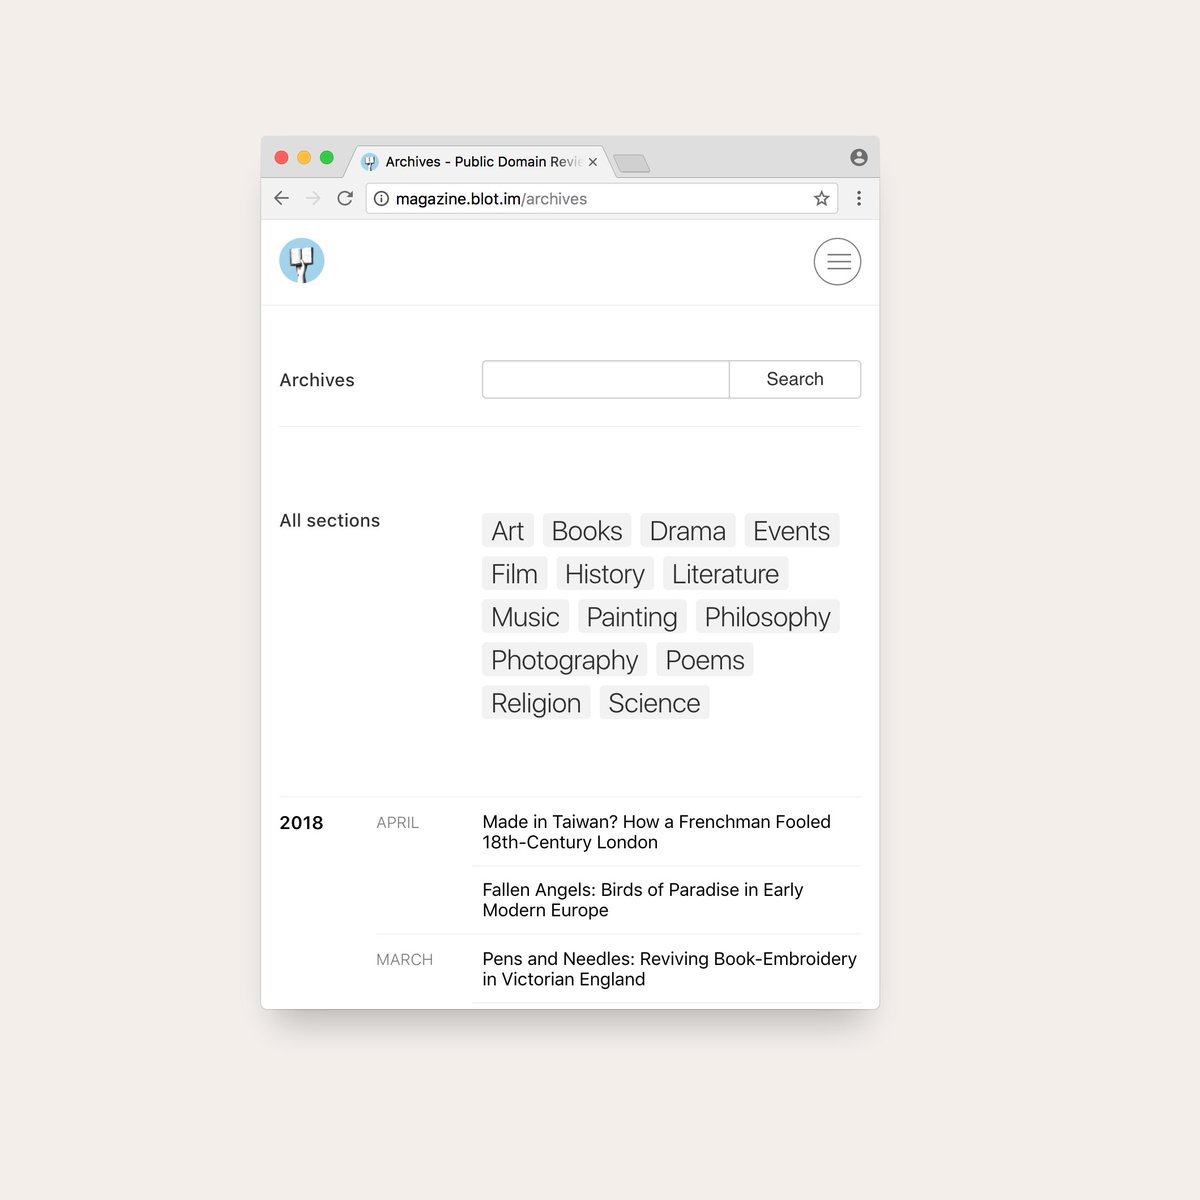 Archives - Public Domain Revie
magazine.blot.im/archives
Archives
Search
All sections
Art Books Drama Events
Film History Literature
Music Painting Philosophy
Photography Poems
Religion Science
2018 APRIL Made in Taiwan? How a Frenchman Fooled
18th-Century London
Fallen Angels: Birds of Paradise in Early
Modern Europe
MARCH Pens and Needles: Reviving Book-Embroidery
in Victorian England